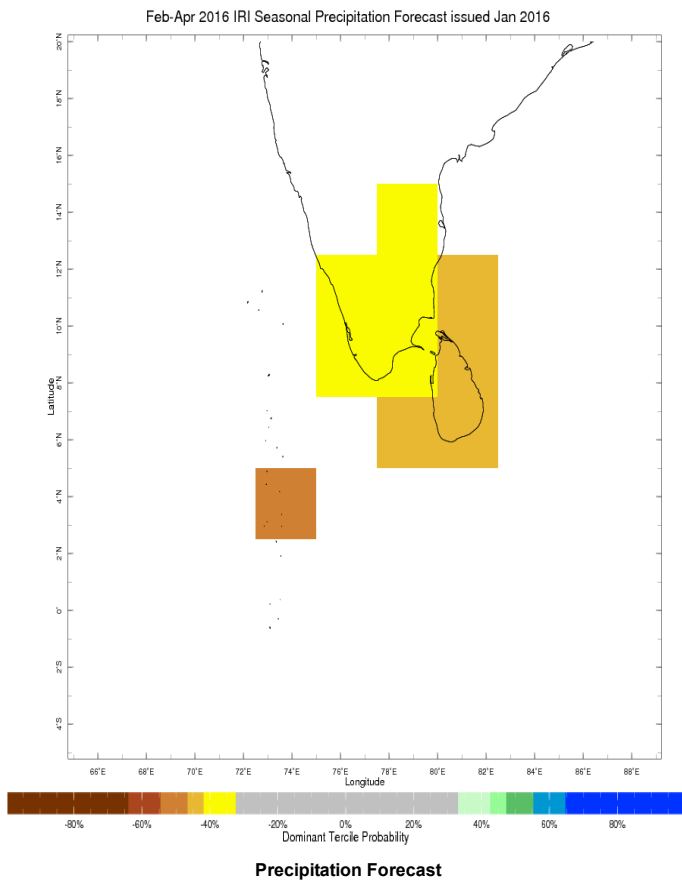 Feb-Apr 2016 IRI Seasonal Precipitation Forecast issued Jan 2016
20°N
18°N
16°N
14°N
12°N
10°N
8°N
6°N
4°N
2°N
0°
2°S
4°S
Latitude
66°E 68°E 70°E 72°E 74°E 76°E 78°E 80°E 82°E 84°E 86°E 88°E
Longitude
-80% -60% -40% -20% 0% 20% 40% 60% 80%
Dominant Tercile Probability
Precipitation Forecast